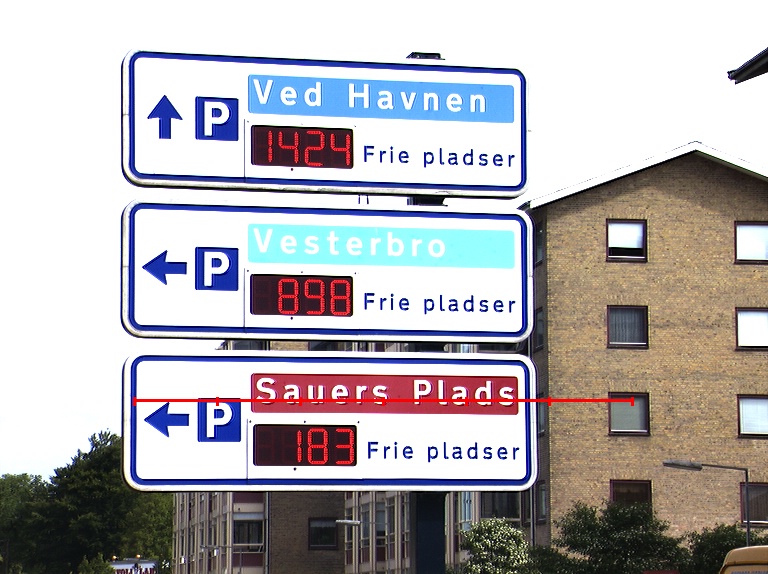 Ved Havnen
P
1424 Frie pladser
Vesterbro
P
898 Frie pladser
Sauers Plads
P
183 Frie pladser